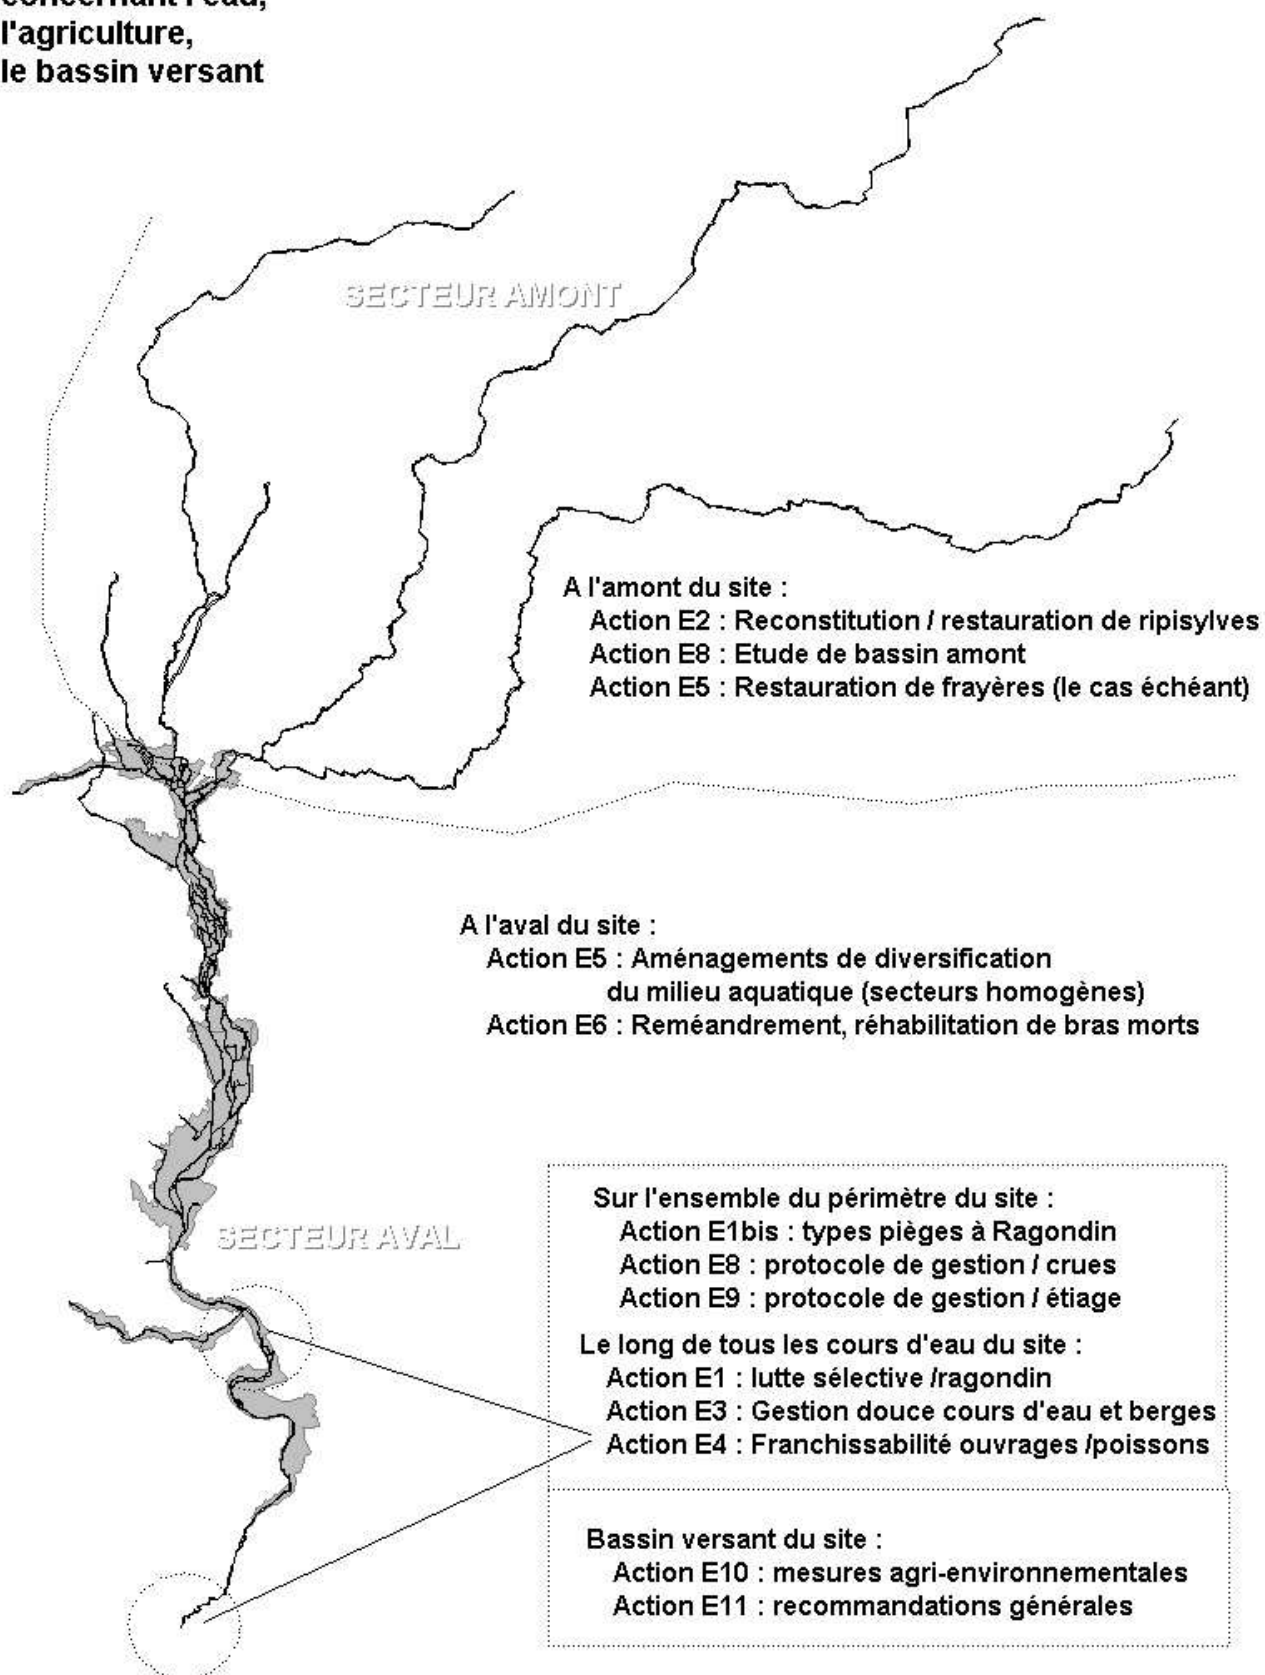 concernant l'eau,
l'agriculture,
le bassin versant
SECTEUR AMONT
A l'amont du site :
Action E2 : Reconstitution / restauration de ripisylves
Action E8 : Etude de bassin amont
Action E5 : Restauration de frayères (le cas échéant)
A l'aval du site :
Action E5 : Aménagements de diversification
du milieu aquatique (secteurs homogènes)
Action E6 : Reméandrement, réhabilitation de bras morts
SECTEUR AVAL
Sur l'ensemble du périmètre du site :
Action E1bis : types pièges à Ragondin
Action E8 : protocole de gestion / crues
Action E9 : protocole de gestion / étiage
Le long de tous les cours d'eau du site :
Action E1 : lutte sélective /ragondin
Action E3 : Gestion douce cours d'eau et berges
Action E4 : Franchissabilité ouvrages /poissons
Bassin versant du site :
Action E10 : mesures agri-environnementales
Action E11 : recommandations générales